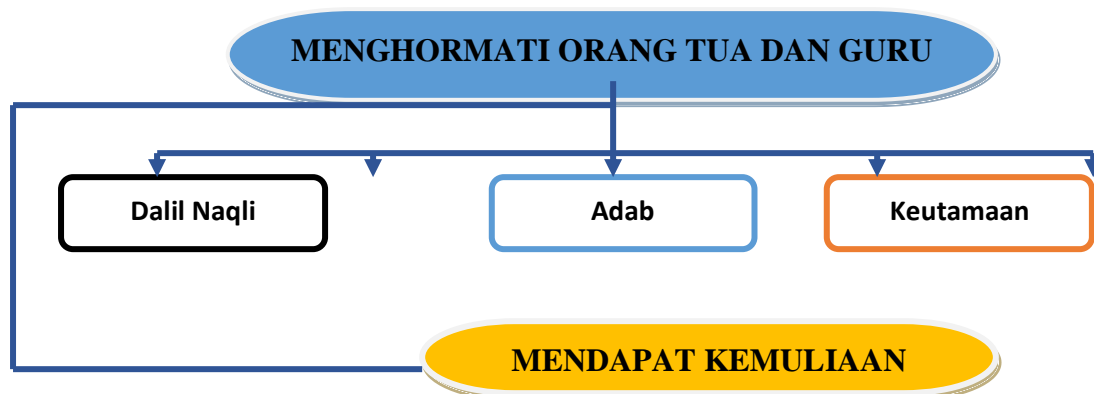 MENGHORMATI ORANG TUA DAN GURU
Dalil Naqli
Adab
Keutamaan
MENDAPAT KEMULIAAN